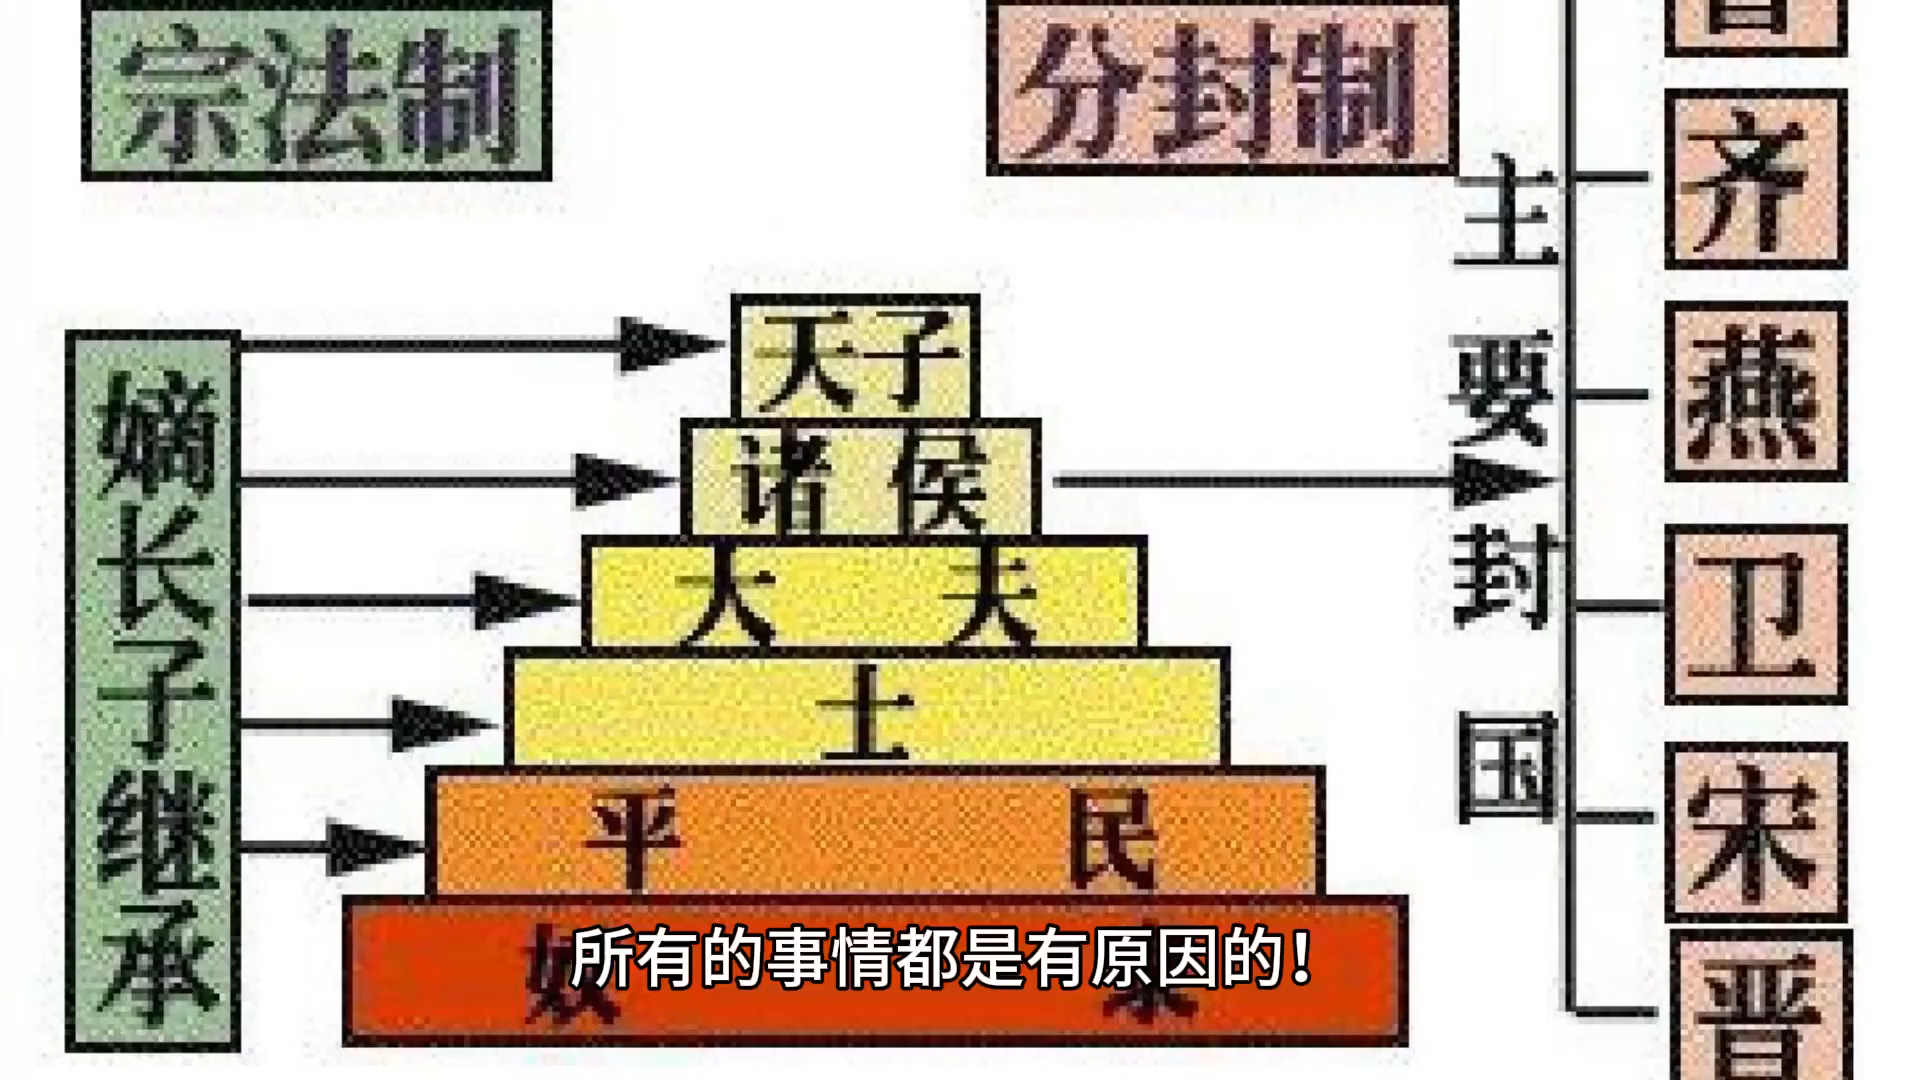 宗法制
分封制
嫡长子继承
天子
诸侯
大夫
士
平民
奴
所有的事情都是有原因的!
主要封国
齐
燕
卫
宋
晋